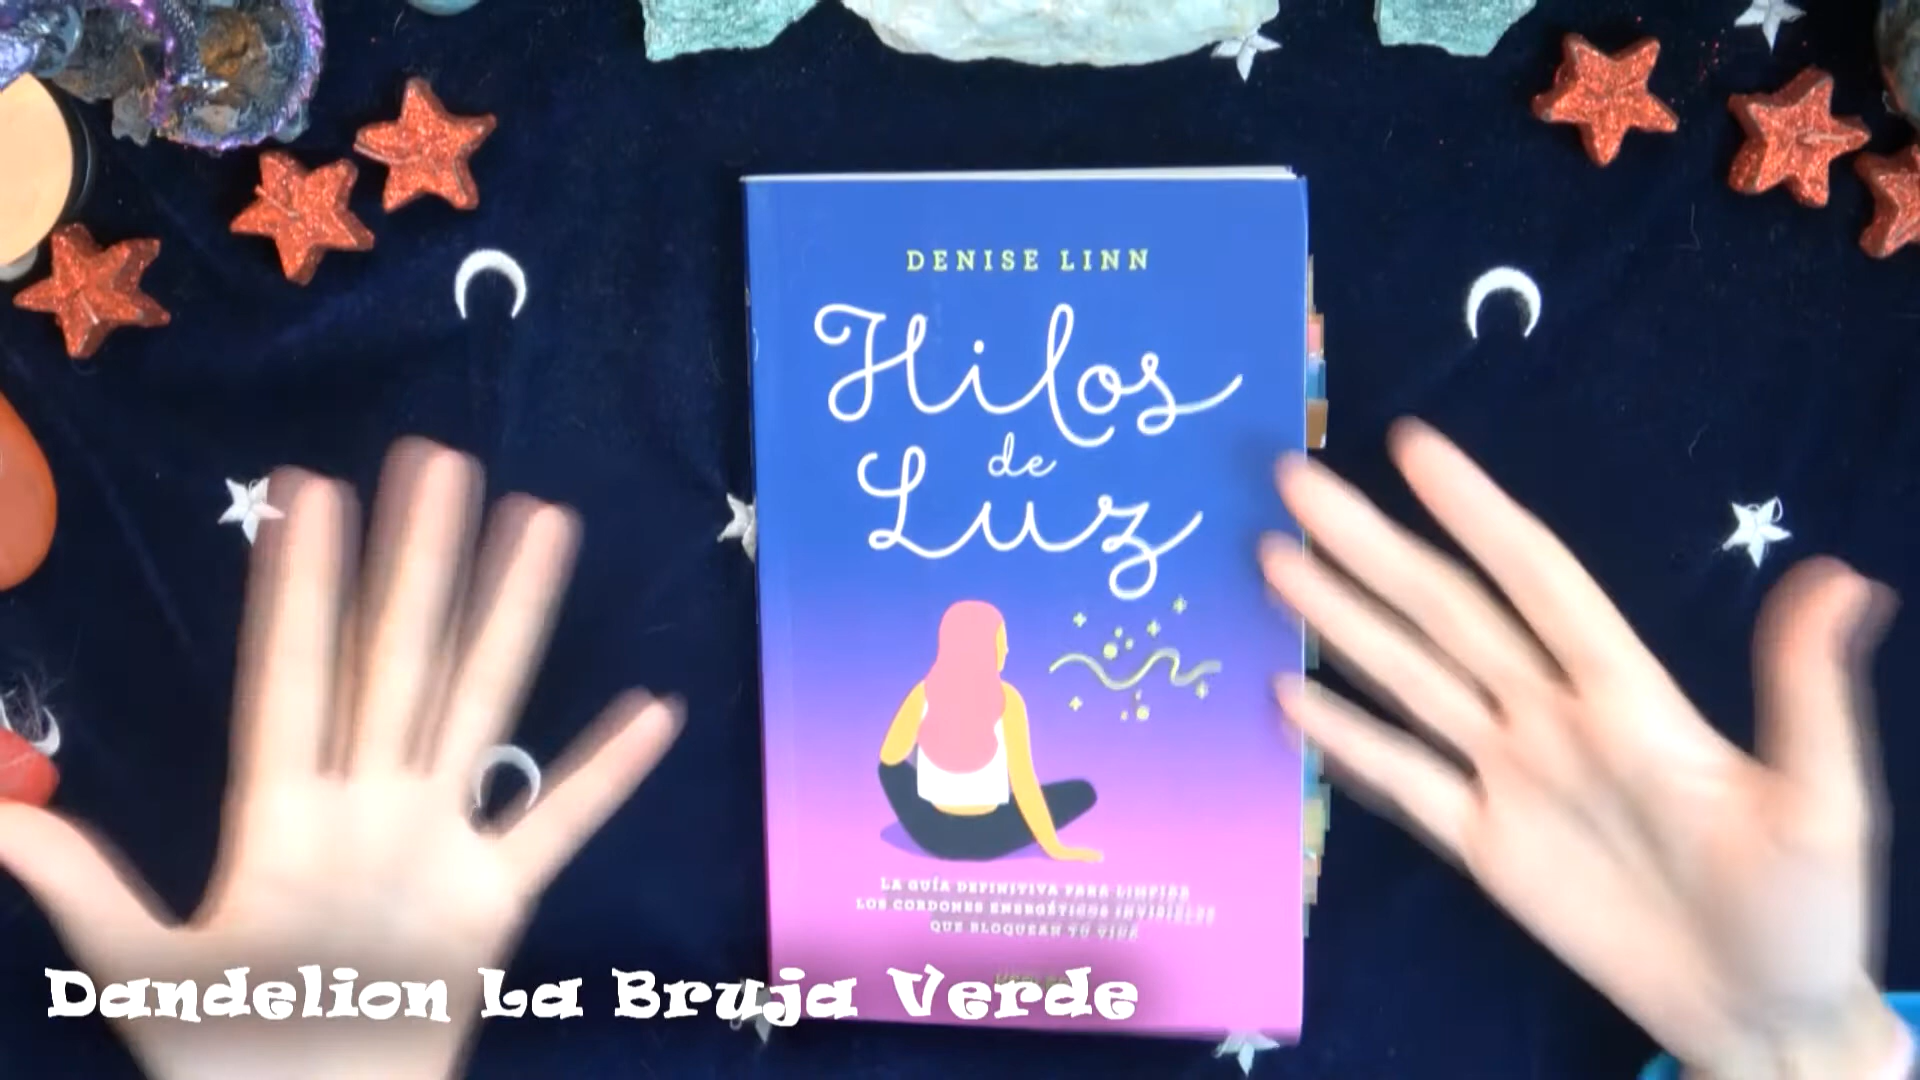 DENISE LINN
Hilos
de
Luz
LA GUÍA DEFINITIVA PARA LIMPIAR
LOS CORDONES ENERGÉTICOS INVISIBLES
QUE BLOQUEAN TU VIDA
Dandelion La Bruja Verde